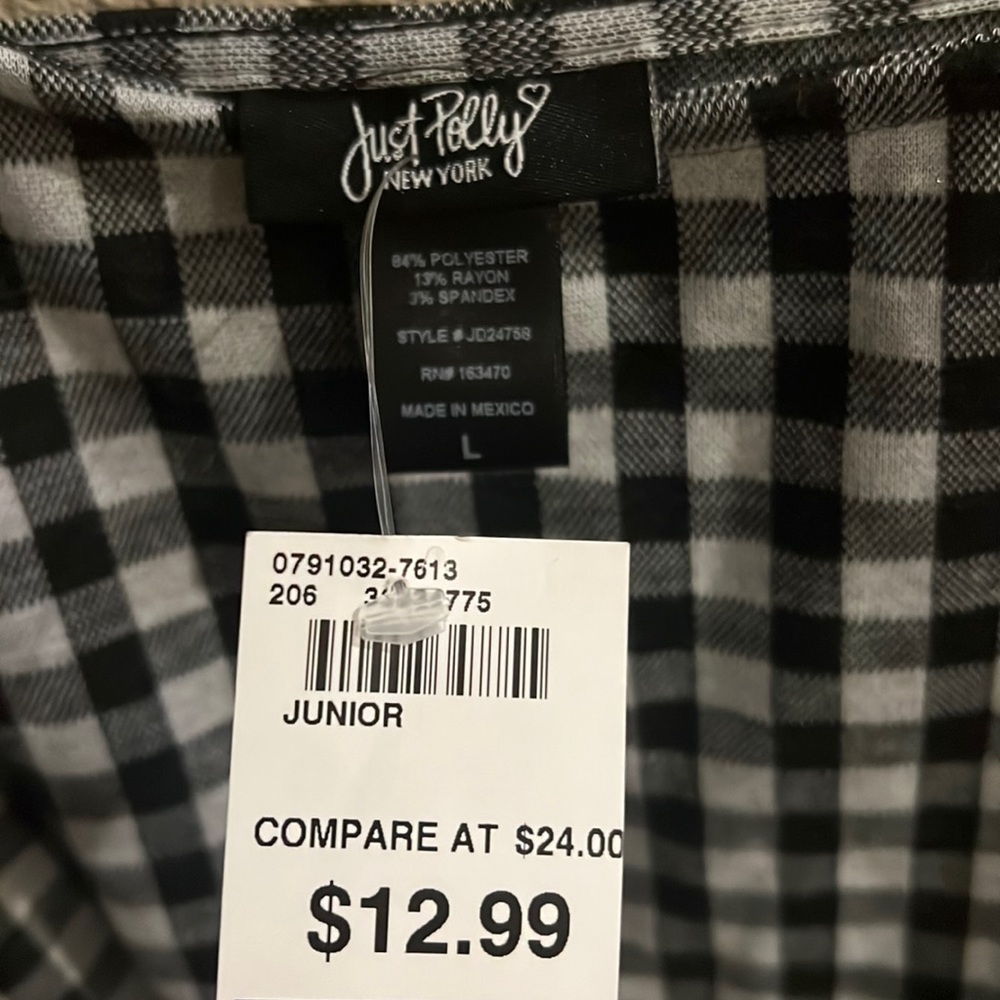 Just Polly
NEW YORK
84% POLYESTER
13% RAYON
3% SPANDEX
STYLE # JD24758
RN# 163470
MADE IN MEXICO
L
0791032-7613
206 775
JUNIOR
COMPARE AT $24.00
$12.99